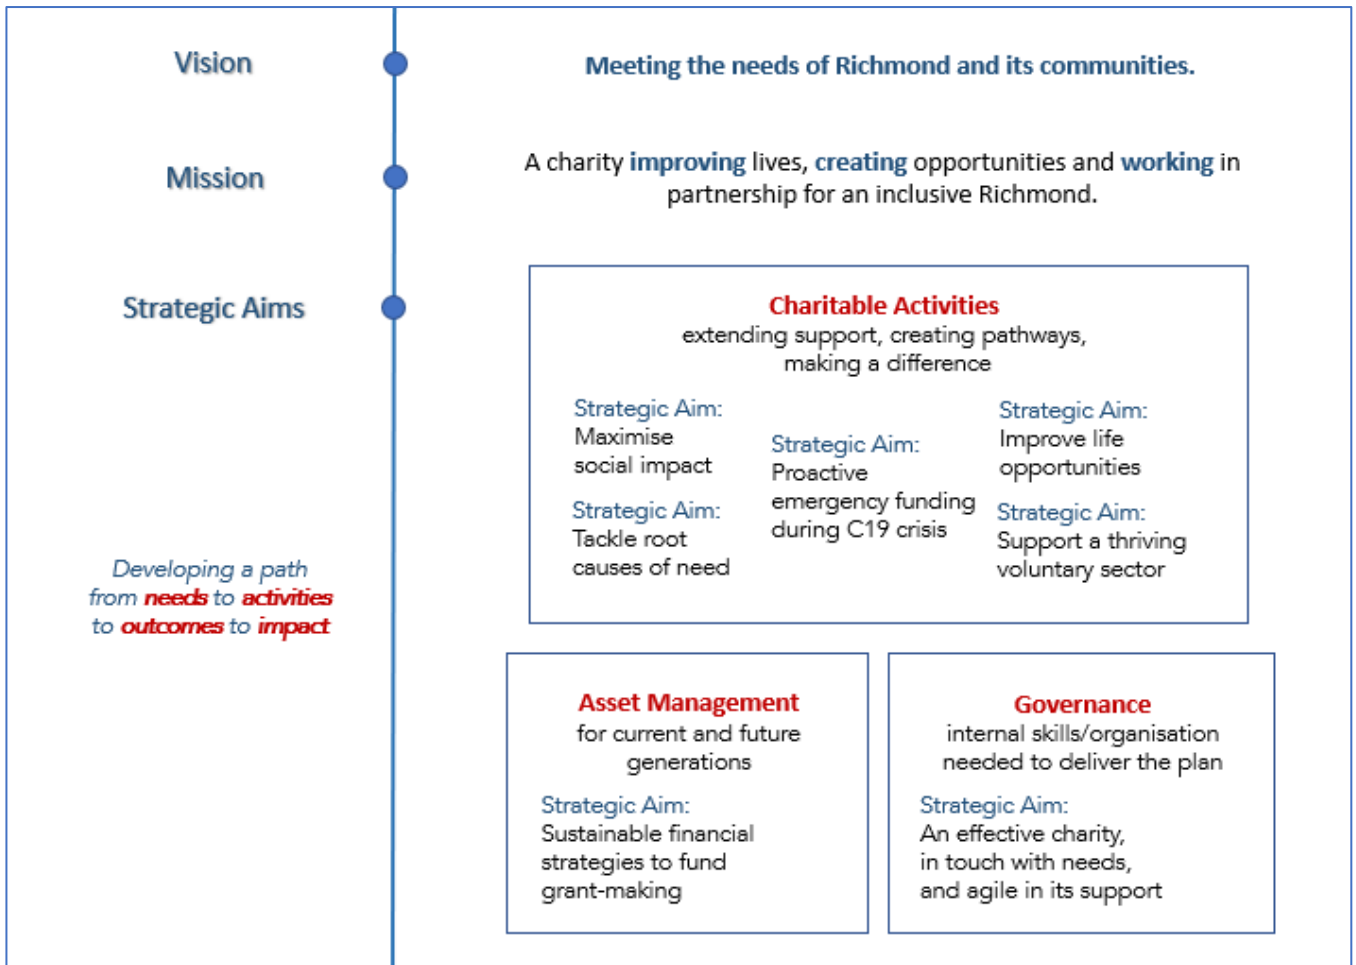 Vision
Meeting the needs of Richmond and its communities.
Mission
A charity improving lives, creating opportunities and working in
partnership for an inclusive Richmond.
Strategic Aims
Charitable Activities
extending support, creating pathways,
making a difference
Strategic Aim:
Maximise
social impact
Strategic Aim:
Tackle root
causes of need
Strategic Aim:
Proactive
emergency funding
during C19 crisis
Strategic Aim:
Improve life
opportunities
Strategic Aim:
Support a thriving
voluntary sector
Developing a path
from needs to activities
to outcomes to impact
Asset Management
for current and future
generations
Strategic Aim:
Sustainable financial
strategies to fund
grant-making
Governance
internal skills/organisation
needed to deliver the plan
Strategic Aim:
An effective charity,
in touch with needs,
and agile in its support